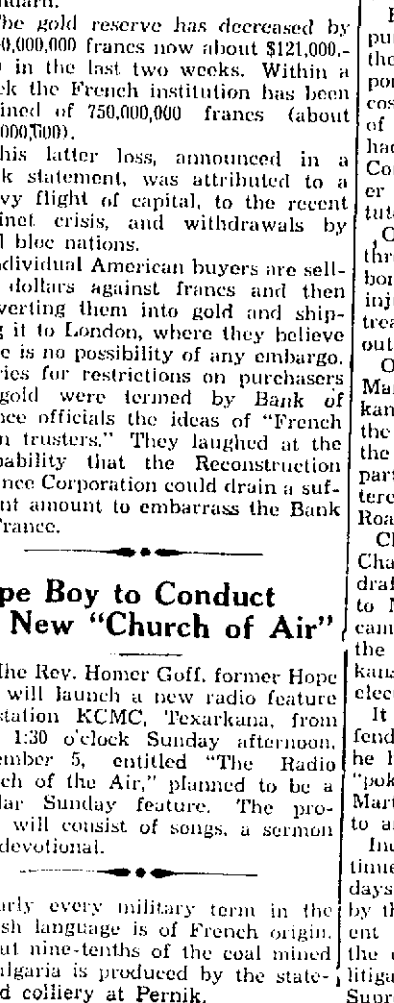 he gold reserve has decreased by
0,000,000 francs now about $121,000,-
in the last two weeks. Within a
k the French institution has been
ined of 750,000,000 francs (about
000,000).
his latter loss, announced in a
k statement, was attributed to a
vy flight of capital, to the recent
inet crisis, and withdrawals by
l bloc nations.
dividual American buyers are sell-
dollars against francs and then
verting them into gold and ship-
g it to London, where they believe
e is no possibility of any embargo.
ries for restrictions on purchasers
gold were termed by Bank of
nce officials the ideas of "French
n trusters." They laughed at the
bability that the Reconstruction
nce Corporation could drain a suf-
nt amount to embarrass the Bank
France.
pe Boy to Conduct
New "Church of Air"
The Rev. Homer Goff, former Hope
will launch a new radio feature
station KCMC, Texarkana, from
1:30 o'clock Sunday afternoon,
ember 5, entitled "The Radio
ch of the Air," planned to be a
lar Sunday feature. The pro-
will consist of songs, a sermon
devotional.
arly every military term in the
sh language is of French origin.
ut nine-tenths of the coal mined
ulgaria is produced by the state-
d colliery at Pernik.
pu
the
por
cos
of
had
Co
er
tut
O
thr
bor
inj
trea
out
O
Mar
kan
the
the
par
tere
Roa
Cl
Cha
draf
to N
cam
the
kans
elec
It
fend
he h
"pok
Mart
to a
Inc
time
days
by th
ent
the
litiga
Supr